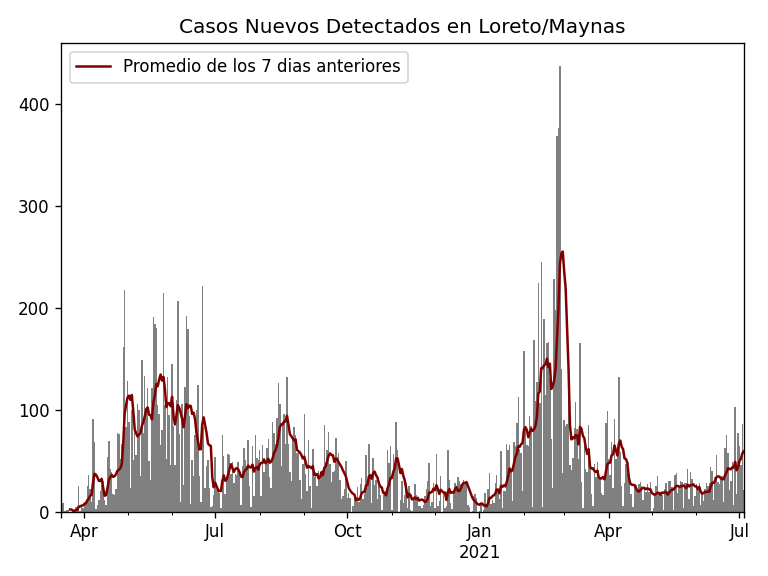 Casos Nuevos Detectados en Loreto/Maynas
Promedio de los 7 dias anteriores
400
300
200
100
0
Apr
Jul
Oct
Jan
2021
Apr
Jul